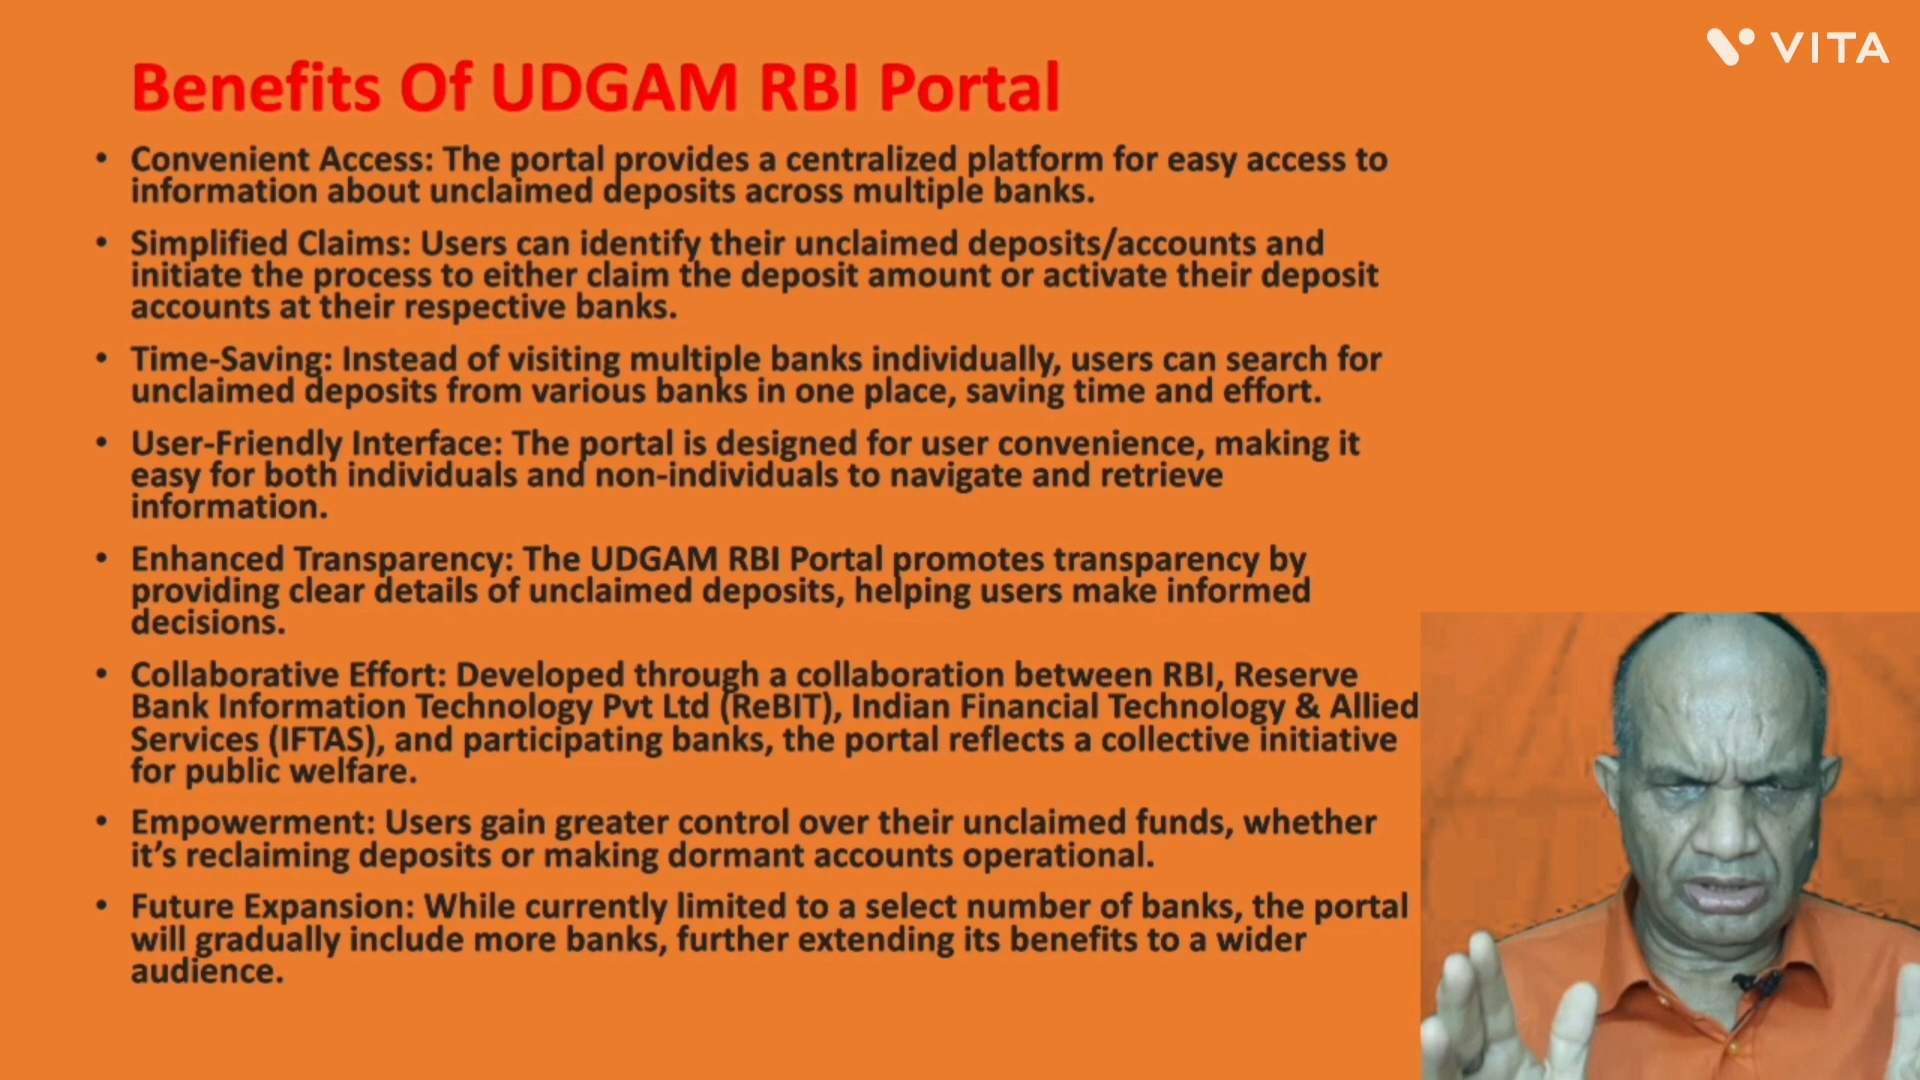 VITA
Benefits Of UDGAM RBI Portal
• Convenient Access: The portal provides a centralized platform for easy access to
information about unclaimed deposits across multiple banks.
• Simplified Claims: Users can identify their unclaimed deposits/accounts and
initiate the process to either claim the deposit amount or activate their deposit
accounts at their respective banks.
• Time-Saving: Instead of visiting multiple banks individually, users can search for
unclaimed deposits from various banks in one place, saving time and effort.
• User-Friendly Interface: The portal is designed for user convenience, making it
easy for both individuals and non-individuals to navigate and retrieve
information.
• Enhanced Transparency: The UDGAM RBI Portal promotes transparency by
providing clear details of unclaimed deposits, helping users make informed
decisions.
• Collaborative Effort: Developed through a collaboration between RBI, Reserve
Bank Information Technology Pvt Ltd (ReBIT), Indian Financial Technology & Allied
Services (IFTAS), and participating banks, the portal reflects a collective initiative
for public welfare.
• Empowerment: Users gain greater control over their unclaimed funds, whether
it’s reclaiming deposits or making dormant accounts operational.
• Future Expansion: While currently limited to a select number of banks, the portal
will gradually include more banks, further extending its benefits to a wider
audience.